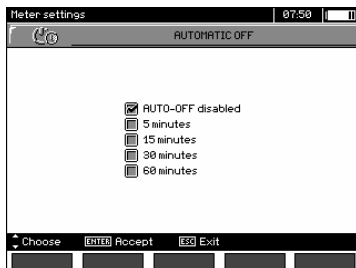 Meter settings 07:50
AUTOMATIC OFF
AUTO-OFF disabled
5 minutes
15 minutes
30 minutes
60 minutes
Choose ENTER Accept ESC Exit